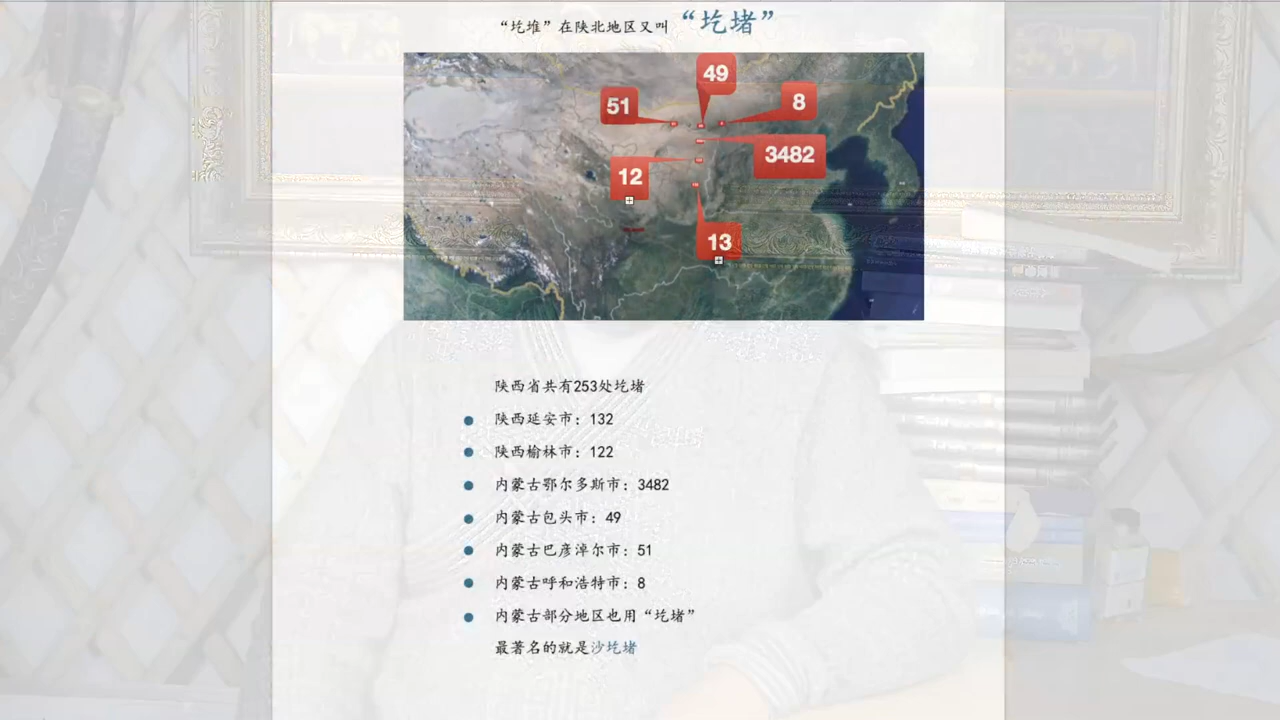 “圪堆”在陕北地区又叫“圪堵”
49
51
8
3482
12
13
陕西省共有253处圪堵
陕西延安市：132
陕西榆林市：122
内蒙古鄂尔多斯市：3482
内蒙古包头市：49
内蒙古巴彦淖尔市：51
内蒙古呼和浩特市：8
内蒙古部分地区也用“圪堵”
最著名的就是沙圪堵